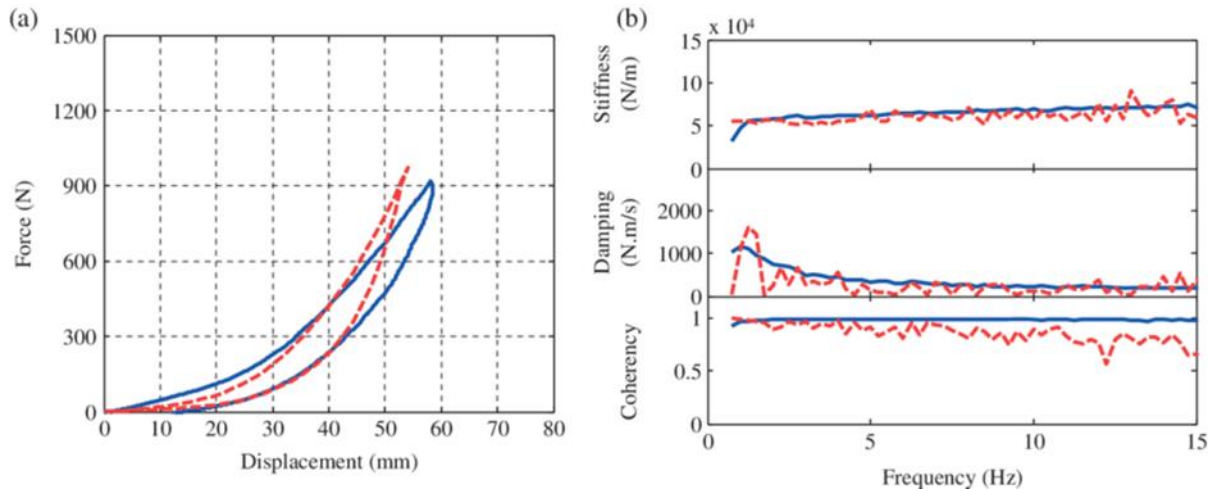 (a)
1500
1200
900
600
300
0
Force (N)
0 10 20 30 40 50 60 70 80
Displacement (mm)
(b)
x 10⁴
15
10
5
0
Stiffness
(N/m)
2000
1000
0
Damping
(N.m/s)
1
0.5
0
Coherency
0 5 10 15
Frequency (Hz)